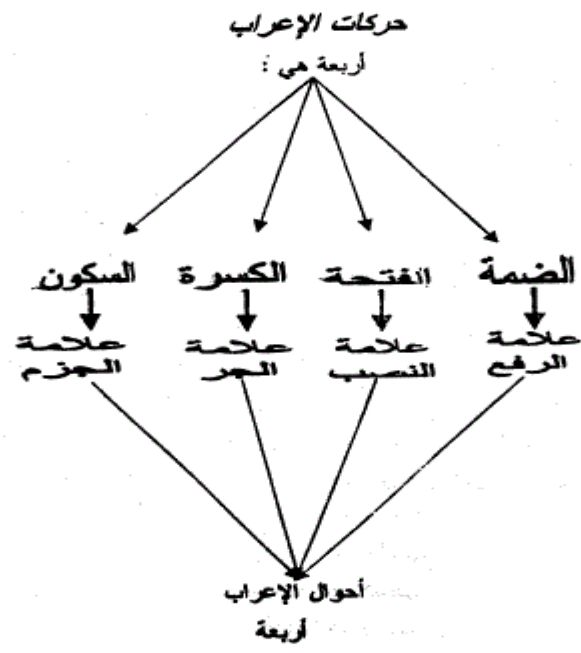 حركات الإعراب
أربعة هي :
الضمة
الفتحة
الكسرة
السكون
علامة
الرفع
علامة
النصب
علامة
الجر
علامة
الجزم
أحوال الإعراب
أربعة